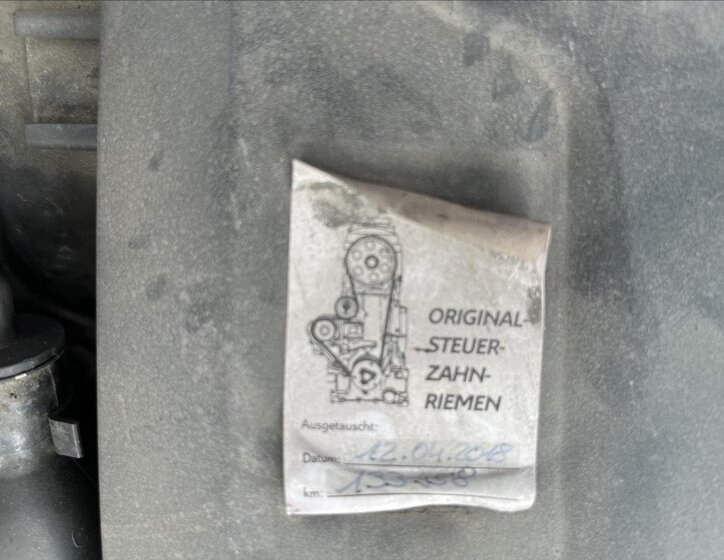 ORIGINAL-
STEUER-
ZAHN-
RIEMEN
Ausgetauscht:
Datum: 12.04.2018
km: